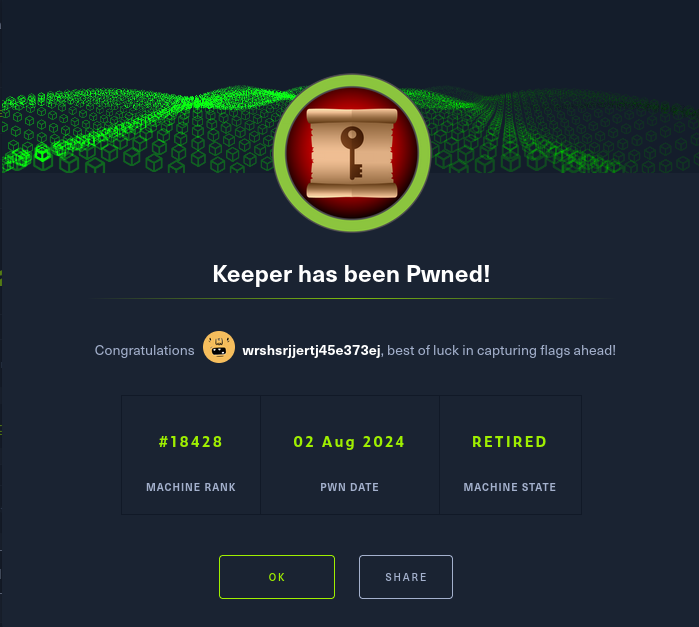 Keeper has been Pwned!
Congratulations wrshsrjjertj45e373ej, best of luck in capturing flags ahead!
#18428 02 Aug 2024 RETIRED
MACHINE RANK PWN DATE MACHINE STATE
OK SHARE